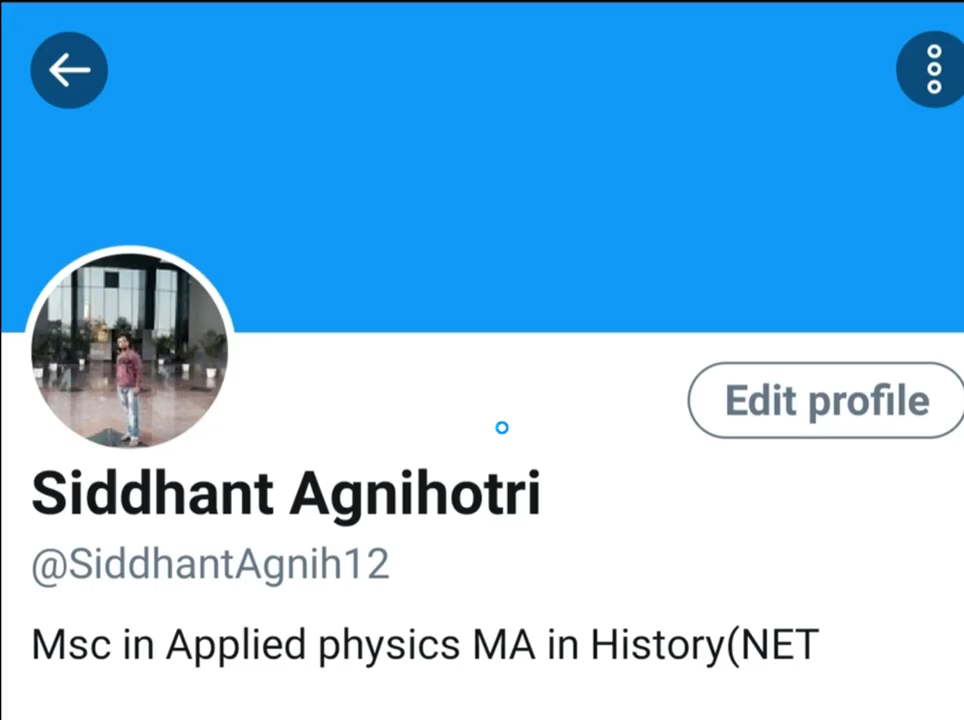 Edit profile
Siddhant Agnihotri
@SiddhantAgnih12
Msc in Applied physics MA in History(NET